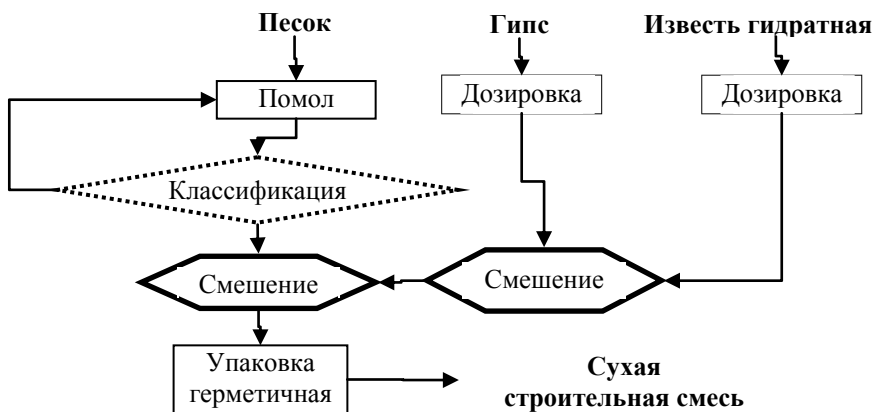 Песок
Гипс
Известь гидратная
Помол
Дозировка
Дозировка
Классификация
Смешение
Смешение
Упаковка
герметичная
Сухая
строительная смесь